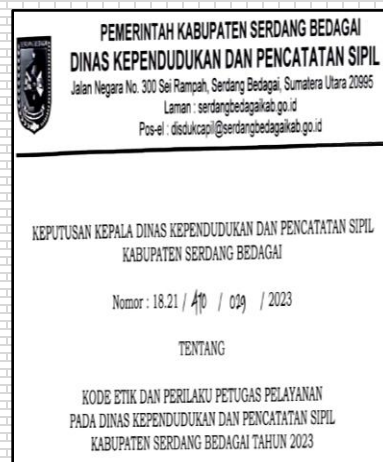 PEMERINTAH KABUPATEN SERDANG BEDAGAI
DINAS KEPENDUDUKAN DAN PENCATATAN SIPIL
Jalan Negara No. 300 Sei Rampah, Serdang Bedagai, Sumatera Utara 20995
Laman : serdangbedagaikab.go.id
Pos-el : disdukcapil@serdangbedagaikab.go.id
KEPUTUSAN KEPALA DINAS KEPENDUDUKAN DAN PENCATATAN SIPIL
KABUPATEN SERDANG BEDAGAI
Nomor : 18.21 / 470 / 029 / 2023
TENTANG
KODE ETIK DAN PERILAKU PETUGAS PELAYANAN
PADA DINAS KEPENDUDUKAN DAN PENCATATAN SIPIL
KABUPATEN SERDANG BEDAGAI TAHUN 2023